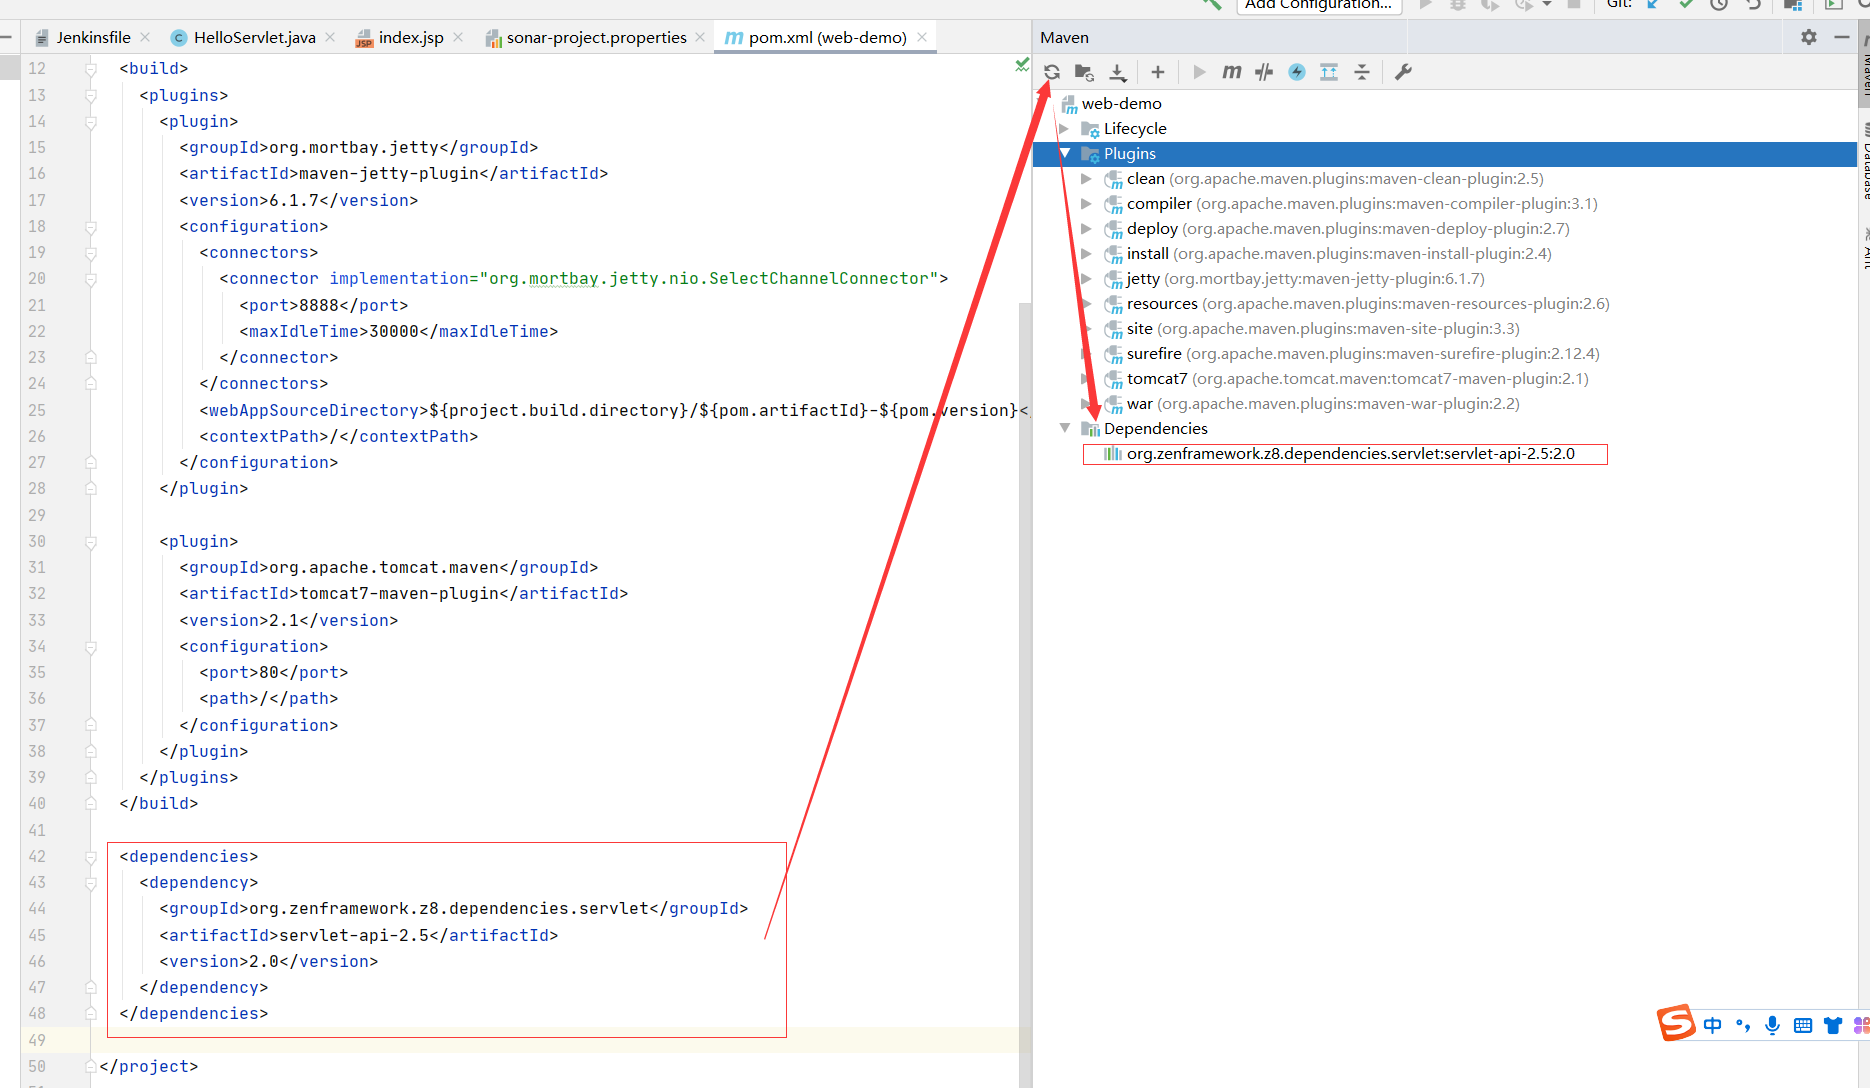 Add Configuration...
Git:
Jenkinsfile
HelloServlet.java
index.jsp
sonar-project.properties
pom.xml (web-demo)
Maven
12 <build>
13 <plugins>
14 <plugin>
15 <groupId>org.mortbay.jetty</groupId>
16 <artifactId>maven-jetty-plugin</artifactId>
17 <version>6.1.7</version>
18 <configuration>
19 <connectors>
20 <connector implementation="org.mortbay.jetty.nio.SelectChannelConnector">
21 <port>8888</port>
22 <maxIdleTime>30000</maxIdleTime>
23 </connector>
24 </connectors>
25 <webAppSourceDirectory>${project.build.directory}/${pom.artifactId}-${pom.version}<
26 <contextPath>/</contextPath>
27 </configuration>
28 </plugin>
29
30 <plugin>
31 <groupId>org.apache.tomcat.maven</groupId>
32 <artifactId>tomcat7-maven-plugin</artifactId>
33 <version>2.1</version>
34 <configuration>
35 <port>80</port>
36 <path>/</path>
37 </configuration>
38 </plugin>
39 </plugins>
40 </build>
41
42 <dependencies>
43 <dependency>
44 <groupId>org.zenframework.z8.dependencies.servlet</groupId>
45 <artifactId>servlet-api-2.5</artifactId>
46 <version>2.0</version>
47 </dependency>
48 </dependencies>
49
50 </project>
web-demo
Lifecycle
Plugins
clean (org.apache.maven.plugins:maven-clean-plugin:2.5)
compiler (org.apache.maven.plugins:maven-compiler-plugin:3.1)
deploy (org.apache.maven.plugins:maven-deploy-plugin:2.7)
install (org.apache.maven.plugins:maven-install-plugin:2.4)
jetty (org.mortbay.jetty:maven-jetty-plugin:6.1.7)
resources (org.apache.maven.plugins:maven-resources-plugin:2.6)
site (org.apache.maven.plugins:maven-site-plugin:3.3)
surefire (org.apache.maven.plugins:maven-surefire-plugin:2.12.4)
tomcat7 (org.apache.tomcat.maven:tomcat7-maven-plugin:2.1)
war (org.apache.maven.plugins:maven-war-plugin:2.2)
Dependencies
org.zenframework.z8.dependencies.servlet:servlet-api-2.5:2.0
Maven
Database
Ant
中